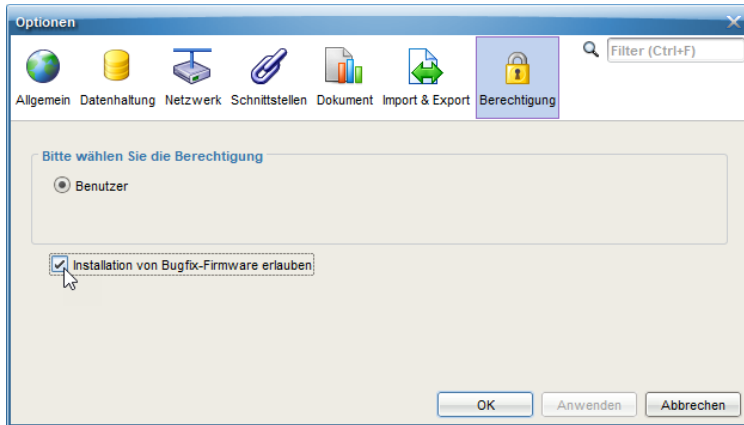 Optionen
Filter (Ctrl+F)
Allgemein Datenhaltung Netzwerk Schnittstellen Dokument Import & Export Berechtigung
Bitte wählen Sie die Berechtigung
Benutzer
Installation von Bugfix-Firmware erlauben
OK Anwenden Abbrechen